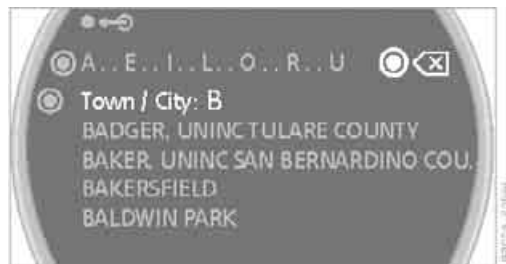 A..E..I..L..O..R..U
Town / City: B
BADGER, UNINC TULARE COUNTY
BAKER, UNINC SAN BERNARDINO COU.
BAKERSFIELD
BALDWIN PARK